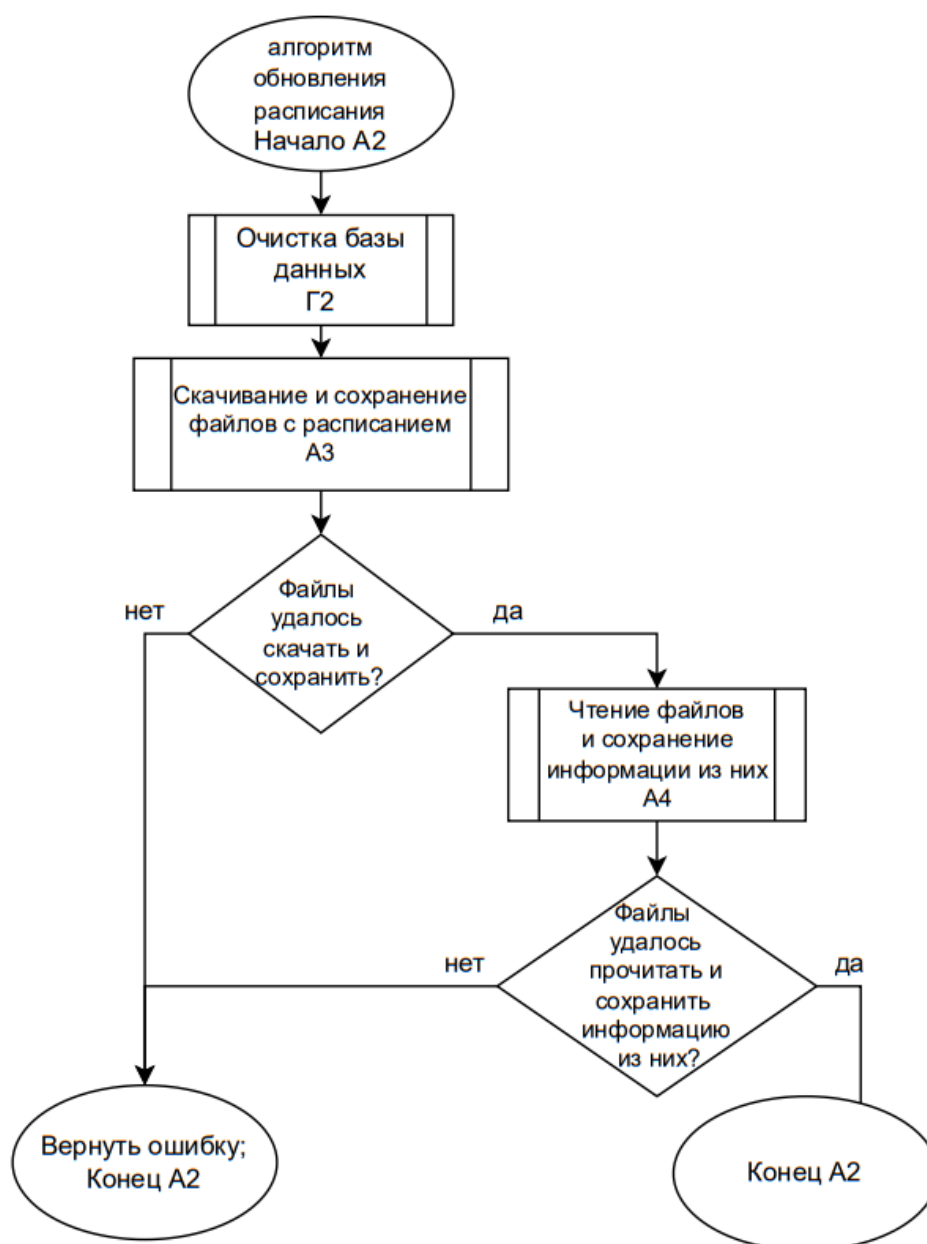 алгоритм
обновления
расписания
Начало А2
Очистка базы
данных
Г2
Скачивание и сохранение
файлов с расписанием
А3
Файлы
удалось
скачать и
сохранить?
нет
да
Чтение файлов
и сохранение
информации из них
А4
Файлы
удалось
прочитать и
сохранить
информацию
из них?
нет
да
Вернуть ошибку;
Конец А2
Конец А2